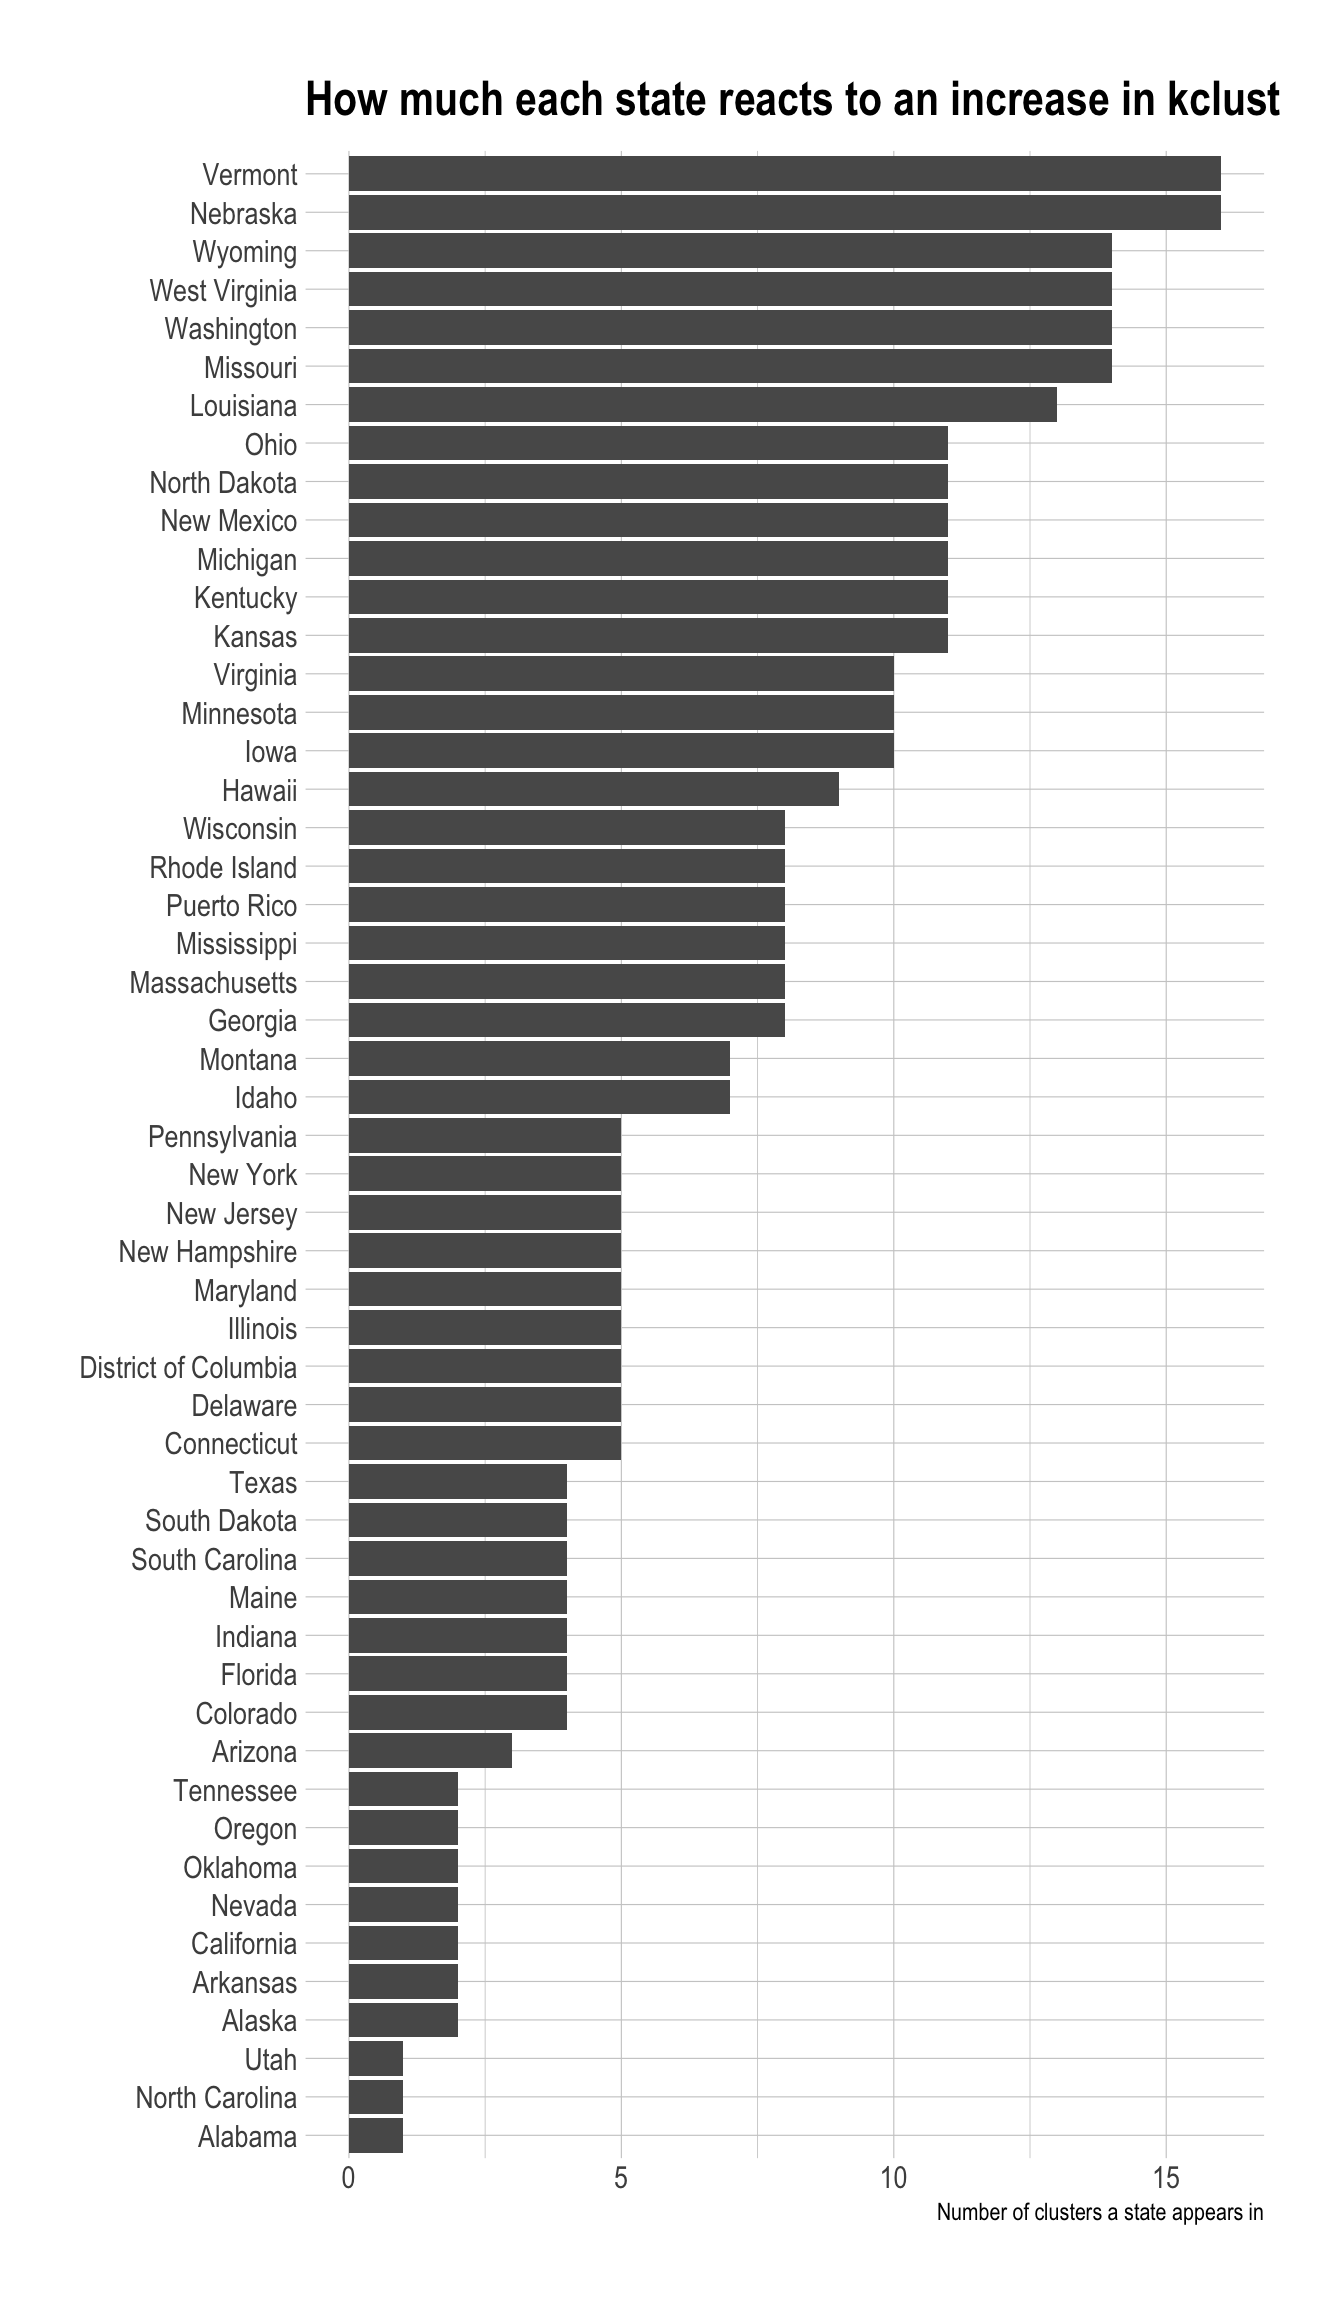 How much each state reacts to an increase in kclust
Vermont
Nebraska
Wyoming
West Virginia
Washington
Missouri
Louisiana
Ohio
North Dakota
New Mexico
Michigan
Kentucky
Kansas
Virginia
Minnesota
Iowa
Hawaii
Wisconsin
Rhode Island
Puerto Rico
Mississippi
Massachusetts
Georgia
Montana
Idaho
Pennsylvania
New York
New Jersey
New Hampshire
Maryland
Illinois
District of Columbia
Delaware
Connecticut
Texas
South Dakota
South Carolina
Maine
Indiana
Florida
Colorado
Arizona
Tennessee
Oregon
Oklahoma
Nevada
California
Arkansas
Alaska
Utah
North Carolina
Alabama
0 5 10 15
Number of clusters a state appears in